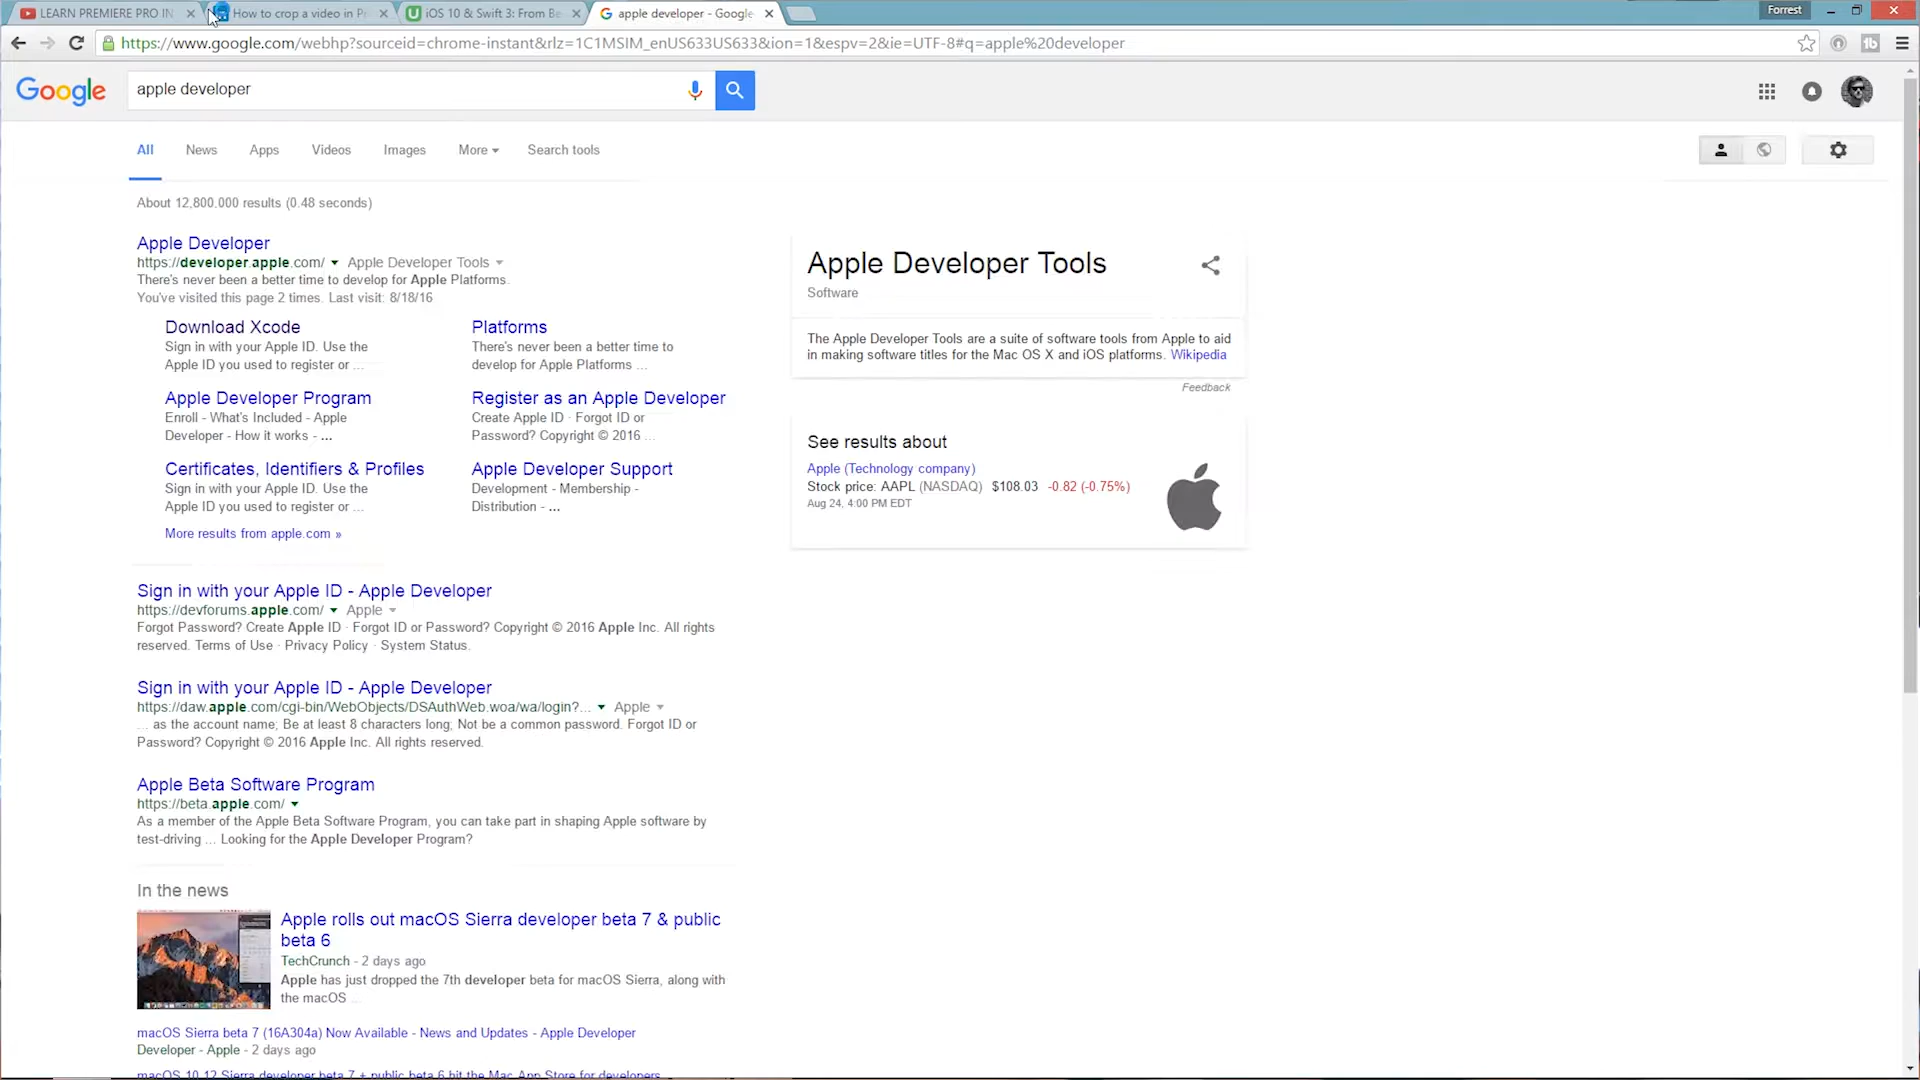 LEARN PREMIERE PRO IN
How to crop a video in P
iOS 10 & Swift 3: From Be
apple developer - Google
Forrest
https://www.google.com/webhp?sourceid=chrome-instant&rlz=1C1MSIM_enUS633US633&ion=1&espv=2&ie=UTF-8#q=apple%20developer
Google
apple developer
All
News
Apps
Videos
Images
More
Search tools
About 12,800,000 results (0.48 seconds)
Apple Developer
https://developer.apple.com/ Apple Developer Tools
There's never been a better time to develop for Apple Platforms.
You've visited this page 2 times. Last visit: 8/18/16
Download Xcode
Sign in with your Apple ID. Use the
Apple ID you used to register or ...
Platforms
There's never been a better time to
develop for Apple Platforms ...
Apple Developer Program
Enroll - What's Included - Apple
Developer - How it works - ...
Register as an Apple Developer
Create Apple ID · Forgot ID or
Password? Copyright © 2016 ...
Certificates, Identifiers & Profiles
Sign in with your Apple ID. Use the
Apple ID you used to register or ...
Apple Developer Support
Development - Membership -
Distribution - ...
More results from apple.com »
Sign in with your Apple ID - Apple Developer
https://devforums.apple.com/ Apple
Forgot Password? Create Apple ID · Forgot ID or Password? Copyright © 2016 Apple Inc. All rights
reserved. Terms of Use · Privacy Policy · System Status.
Sign in with your Apple ID - Apple Developer
https://daw.apple.com/cgi-bin/WebObjects/DSAuthWeb.woa/wa/login?... Apple
... as the account name; Be at least 8 characters long; Not be a common password. Forgot ID or
Password? Copyright © 2016 Apple Inc. All rights reserved.
Apple Beta Software Program
https://beta.apple.com/
As a member of the Apple Beta Software Program, you can take part in shaping Apple software by
test-driving ... Looking for the Apple Developer Program?
In the news
Apple rolls out macOS Sierra developer beta 7 & public
beta 6
TechCrunch - 2 days ago
Apple has just dropped the 7th developer beta for macOS Sierra, along with
the macOS ...
macOS Sierra beta 7 (16A304a) Now Available - News and Updates - Apple Developer
Developer - Apple - 2 days ago
macOS 10.12 Sierra developer beta 7 + public beta 6 hit the Mac App Store for developers
Apple Developer Tools
Software
The Apple Developer Tools are a suite of software tools from Apple to aid
in making software titles for the Mac OS X and iOS platforms. Wikipedia
Feedback
See results about
Apple (Technology company)
Stock price: AAPL (NASDAQ) $108.03 -0.82 (-0.75%)
Aug 24, 4:00 PM EDT